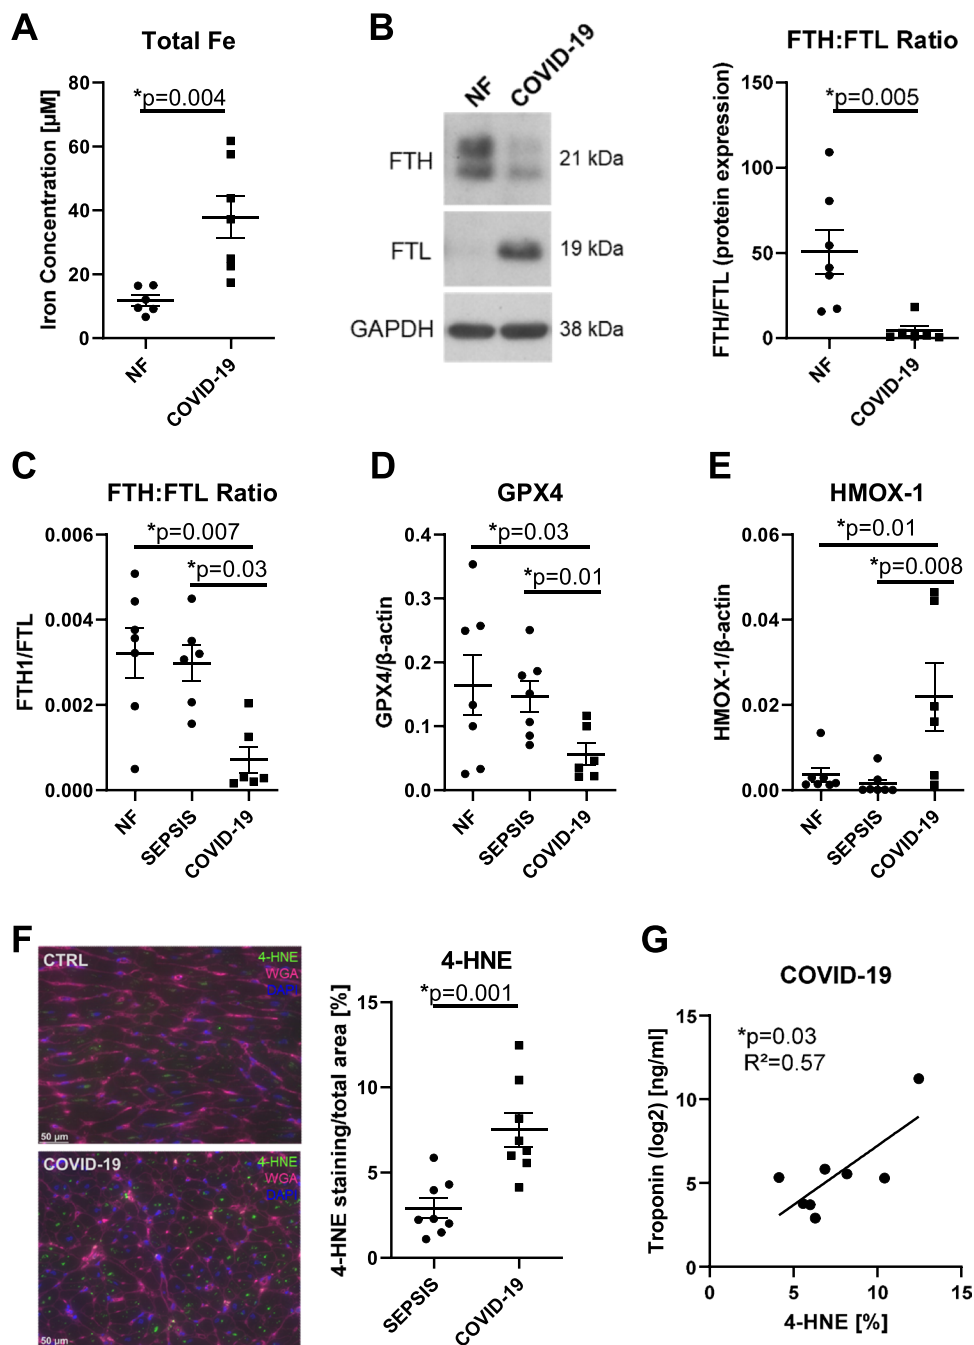 A
Total Fe
Iron Concentration [µM]
80
60
40
20
0
*p=0.004
NF
COVID-19
B
NF
COVID-19
FTH
21 kDa
FTL
19 kDa
GAPDH
38 kDa
FTH:FTL Ratio
FTH/FTL (protein expression)
150
100
50
0
*p=0.005
NF
COVID-19
C
FTH:FTL Ratio
FTH1/FTL
0.006
0.004
0.002
0.000
*p=0.007
*p=0.03
NF
SEPSIS
COVID-19
D
GPX4
GPX4/β-actin
0.4
0.3
0.2
0.1
0.0
*p=0.03
*p=0.01
NF
SEPSIS
COVID-19
E
HMOX-1
HMOX-1/β-actin
0.06
0.04
0.02
0.00
*p=0.01
*p=0.008
NF
SEPSIS
COVID-19
F
CTRL
4-HNE
WGA
DAPI
50 µm
COVID-19
4-HNE
WGA
DAPI
50 µm
4-HNE
4-HNE staining/total area [%]
15
10
5
0
*p=0.001
SEPSIS
COVID-19
G
COVID-19
Troponin (log2) [ng/ml]
15
10
5
0
*p=0.03
R²=0.57
0
5
10
15
4-HNE [%]